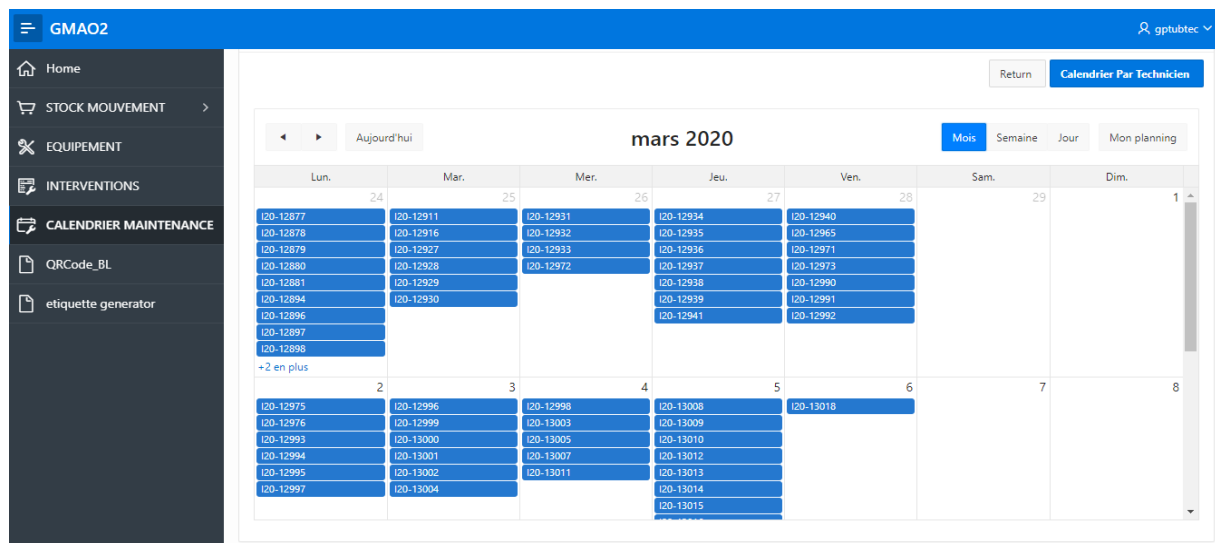 GMAO2
gptubtec
Home
STOCK MOUVEMENT
EQUIPEMENT
INTERVENTIONS
CALENDRIER MAINTENANCE
QRCode_BL
etiquette generator
Return
Calendrier Par Technicien
Aujourd'hui
mars 2020
Mois Semaine Jour Mon planning
Lun. Mar. Mer. Jeu. Ven. Sam. Dim.
24 25 26 27 28 29 1
I20-12877 I20-12911 I20-12931 I20-12934 I20-12940
I20-12878 I20-12916 I20-12932 I20-12935 I20-12965
I20-12879 I20-12927 I20-12933 I20-12936 I20-12971
I20-12880 I20-12928 I20-12972 I20-12937 I20-12973
I20-12881 I20-12929 I20-12938 I20-12990
I20-12894 I20-12930 I20-12939 I20-12991
I20-12896 I20-12941 I20-12992
I20-12897
I20-12898
+2 en plus
2 3 4 5 6 7 8
I20-12975 I20-12996 I20-12998 I20-13008 I20-13018
I20-12976 I20-12999 I20-13003 I20-13009
I20-12993 I20-13000 I20-13005 I20-13010
I20-12994 I20-13001 I20-13007 I20-13012
I20-12995 I20-13002 I20-13011 I20-13013
I20-12997 I20-13004 I20-13014
I20-13015